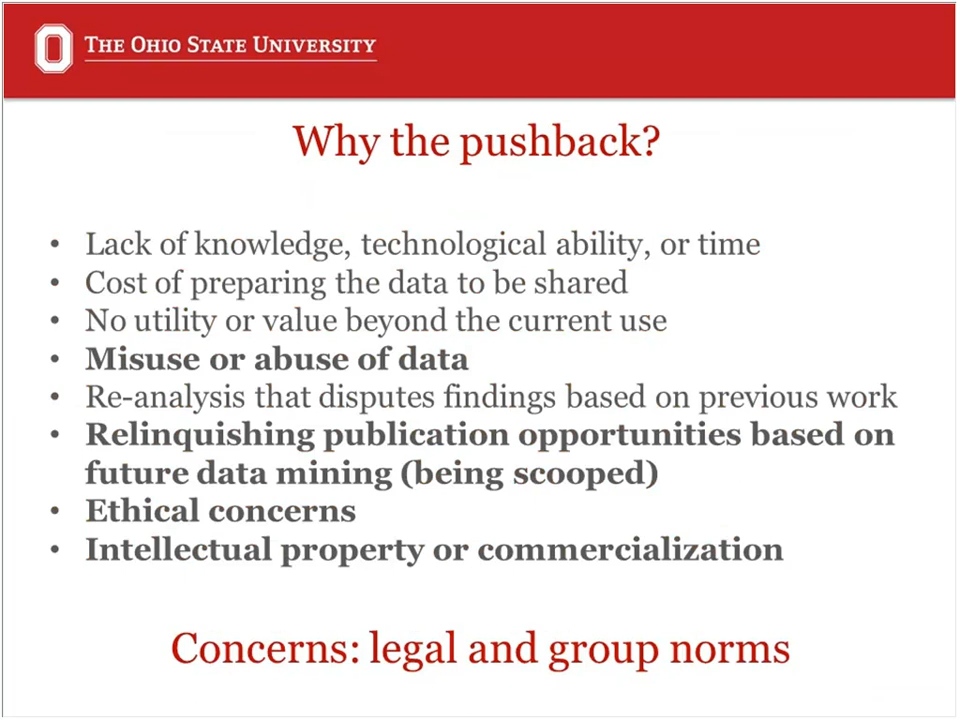 THE OHIO STATE UNIVERSITY
Why the pushback?
• Lack of knowledge, technological ability, or time
• Cost of preparing the data to be shared
• No utility or value beyond the current use
• Misuse or abuse of data
• Re-analysis that disputes findings based on previous work
• Relinquishing publication opportunities based on
future data mining (being scooped)
• Ethical concerns
• Intellectual property or commercialization
Concerns: legal and group norms